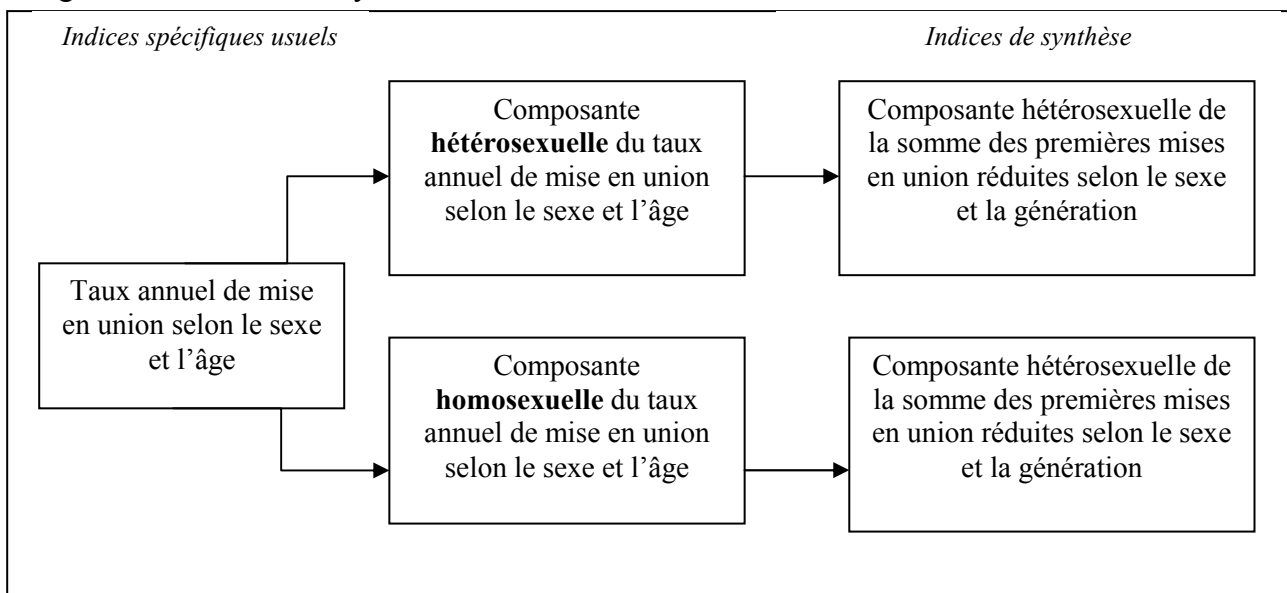 Indices spécifiques usuels
Indices de synthèse
Taux annuel de mise
en union selon le sexe
et l’âge
Composante
hétérosexuelle du taux
annuel de mise en union
selon le sexe et l’âge
Composante hétérosexuelle de
la somme des premières mises
en union réduites selon le sexe
et la génération
Composante
homosexuelle du taux
annuel de mise en union
selon le sexe et l’âge
Composante hétérosexuelle de
la somme des premières mises
en union réduites selon le sexe
et la génération